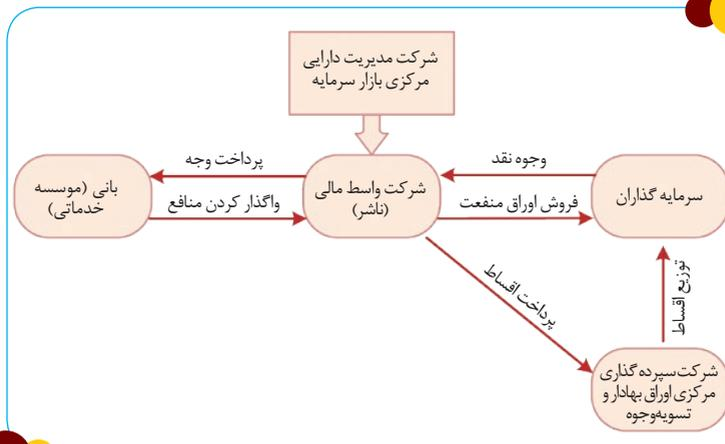 شرکت مدیریت دارایی
مرکزی بازار سرمایه
وجوه نقد
پرداخت وجه
سرمایه گذاران
شرکت واسط مالی
(ناشر)
بانی (موسسه
خدماتی)
فروش اوراق منفعت
واگذار کردن منافع
پرداخت اقساط
توزیع اقساط
شرکت سپرده گذاری
مرکزی اوراق بهادار و
تسویه‌وجوه